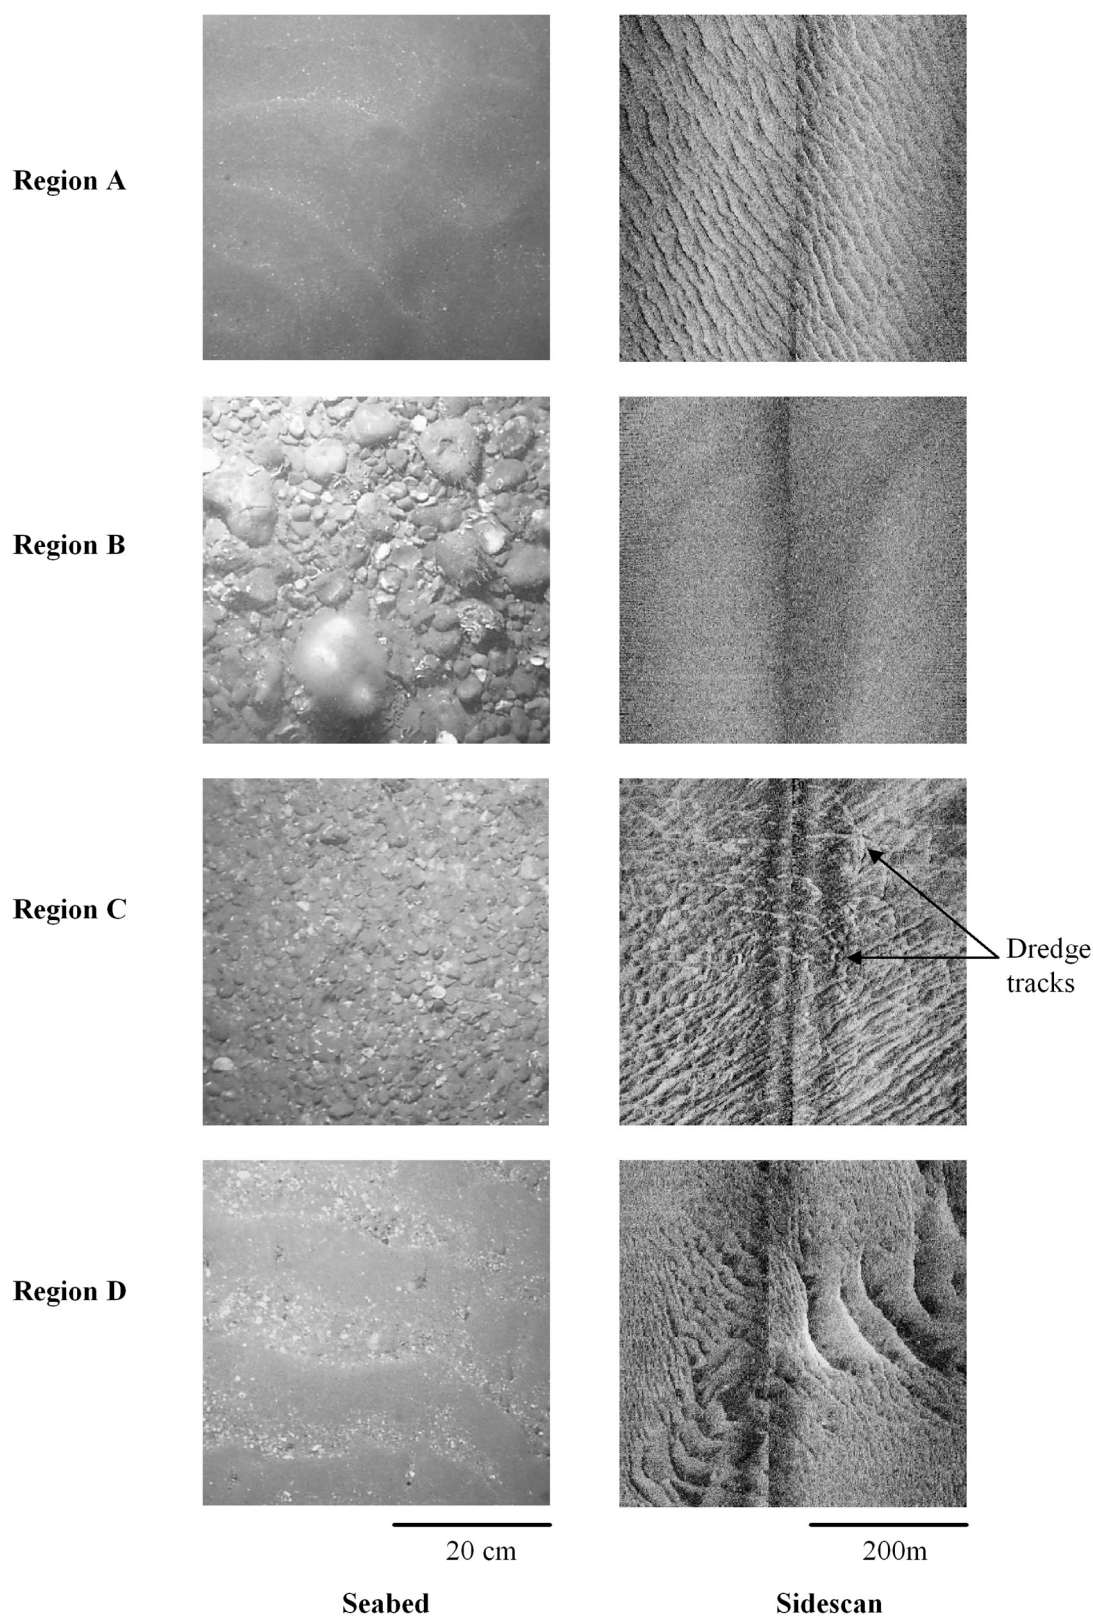 Region A
Region B
Region C
Dredge
tracks
Region D
20 cm
200m
Seabed
Sidescan